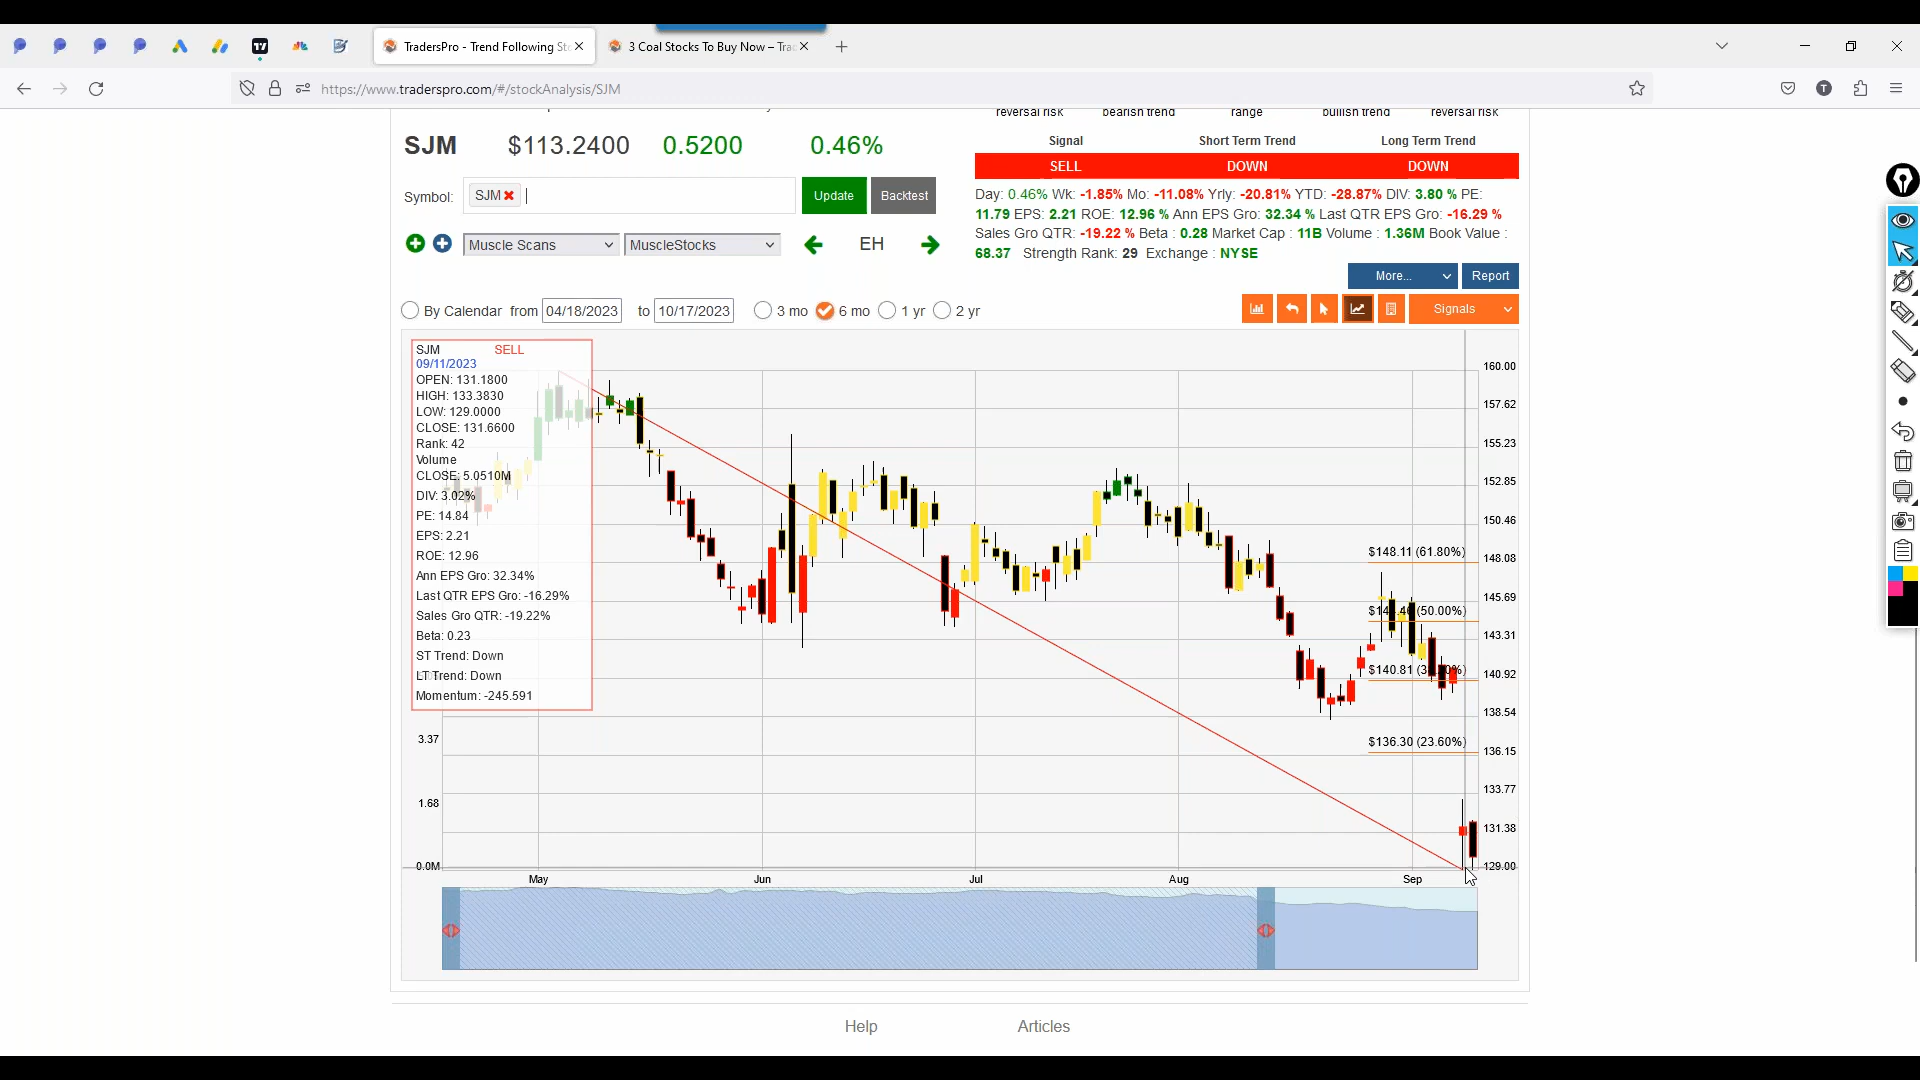 TradersPro - Trend Following Sto
3 Coal Stocks To Buy Now – Trad
https://www.traderspro.com/#/stockAnalysis/SJM
reversal risk bearish trend range bullish trend reversal risk
SJM $113.2400 0.5200 0.46%
Signal Short Term Trend Long Term Trend
SELL DOWN DOWN
Symbol: SJM Update Backtest
Day: 0.46% Wk: -1.85% Mo: -11.08% Yrly: -20.81% YTD: -28.87% DIV: 3.80 % PE:
11.79 EPS: 2.21 ROE: 12.96 % Ann EPS Gro: 32.34 % Last QTR EPS Gro: -16.29 %
Sales Gro QTR: -19.22 % Beta : 0.28 Market Cap : 11B Volume : 1.36M Book Value :
68.37 Strength Rank: 29 Exchange : NYSE
Muscle Scans MuscleStocks EH
More... Report
By Calendar from 04/18/2023 to 10/17/2023 3 mo 6 mo 1 yr 2 yr
Signals
SJM SELL
09/11/2023
OPEN: 131.1800
HIGH: 133.3830
LOW: 129.0000
CLOSE: 131.6600
Rank: 42
Volume
CLOSE: 5.0510M
DIV: 3.02%
PE: 14.84
EPS: 2.21
ROE: 12.96
Ann EPS Gro: 32.34%
Last QTR EPS Gro: -16.29%
Sales Gro QTR: -19.22%
Beta: 0.23
ST Trend: Down
LT Trend: Down
Momentum: -245.591
3.37
1.68
0.0M
160.00
157.62
155.23
152.85
150.46
148.08
145.69
143.31
140.92
138.54
136.15
133.77
131.38
129.00
$148.11 (61.80%)
(50.00%)
$140.81
$136.30 (23.60%)
May Jun Jul Aug Sep
Help Articles